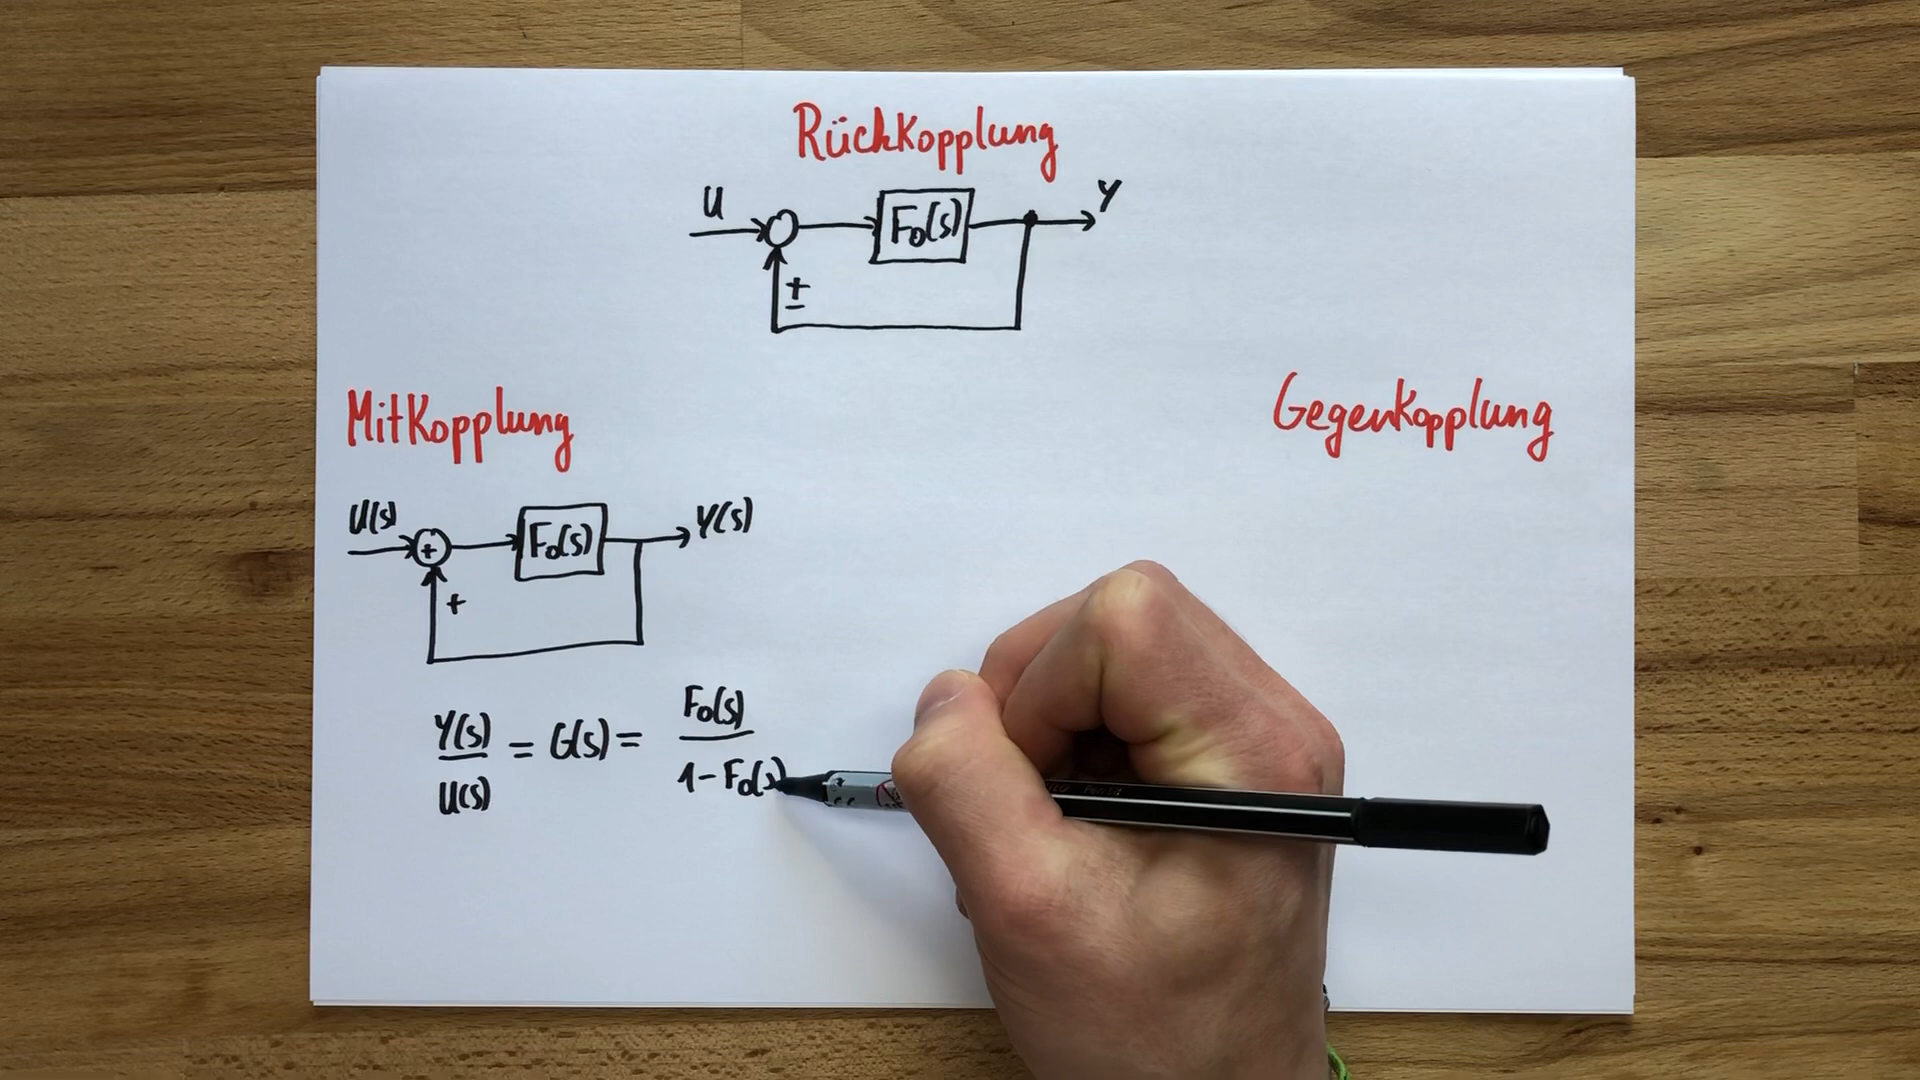 Rückkopplung
U
F₀(s)
Y
±
Mitkopplung
Gegenkopplung
U(s)
+
F₀(s)
Y(s)
+
Y(s)/U(s) = G(s) = F₀(s)/1-F₀(s)